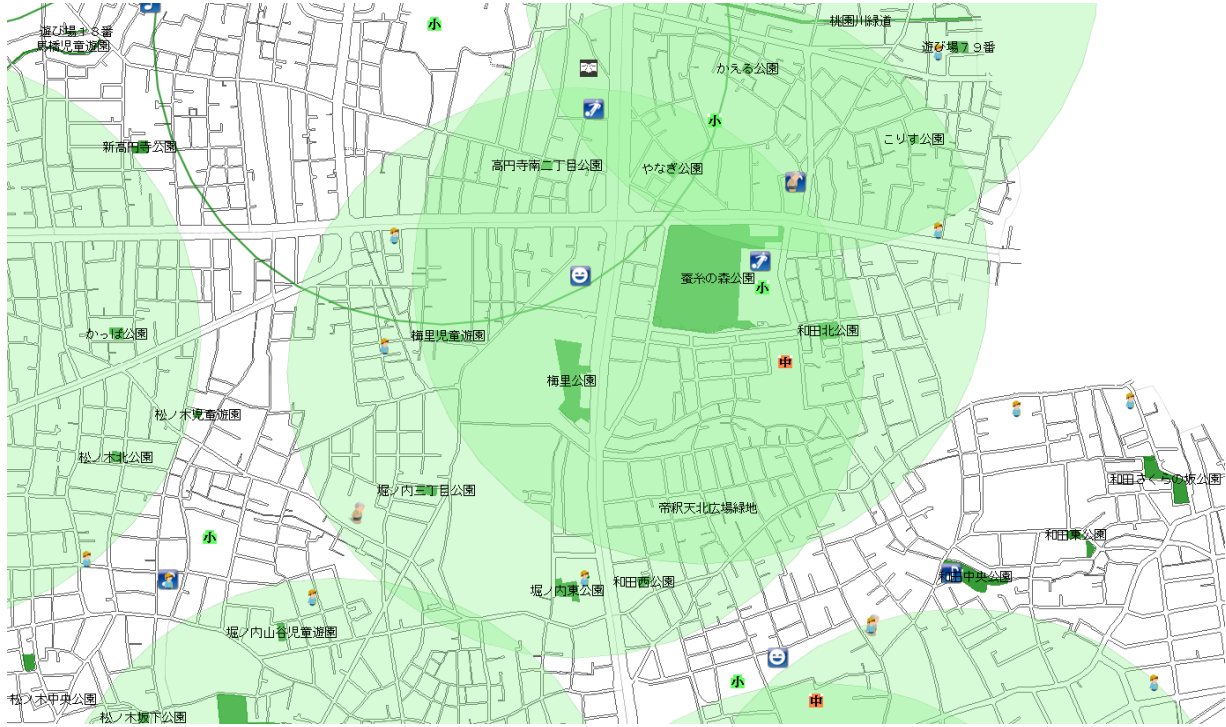 小
桃園川緑道
遊び場13番
馬橋児童遊園
遊び場79番
かえる公園
小
こりす公園
新高円寺公園
高円寺南二丁目公園
やなぎ公園
蚕糸の森公園
小
かっぱ公園
梅里児童遊園
和田北公園
中
梅里公園
松ノ木児童遊園
松ノ木北公園
和田さくらの坂公園
堀ノ内三丁目公園
帝釈天北広場緑地
小
和田東公園
和田中央公園
和田西公園
堀ノ内東公園
堀ノ内山谷児童遊園
小
松ノ木中央公園
中
松ノ木坂下公園